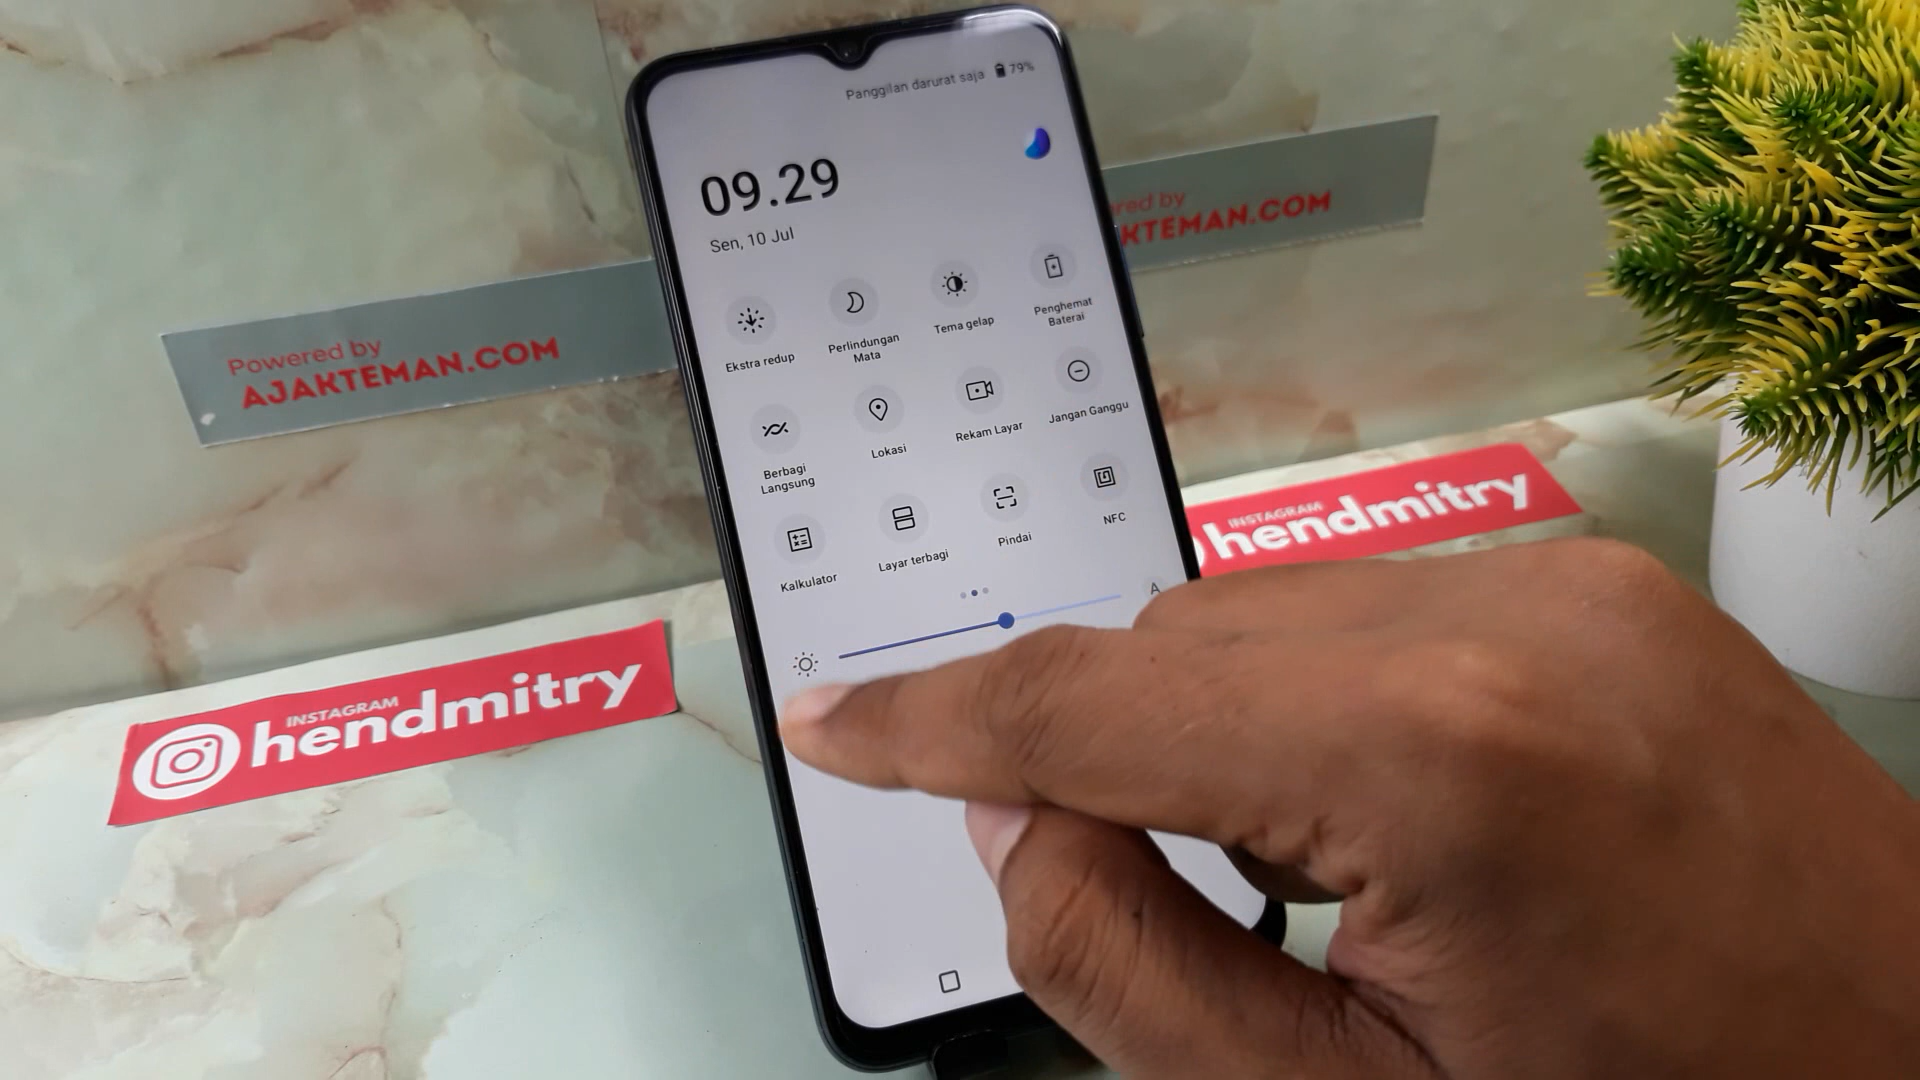 Panggilan darurat saja 79%
09.29
Sen, 10 Jul
Ekstra redup
Perlindungan
Mata
Tema gelap
Penghemat
Baterai
Berbagi
Langsung
Lokasi
Rekam Layar
Jangan Ganggu
Kalkulator
Layar terbagi
Pindai
NFC
A
Powered by
AJAKTEMAN.COM
ered by
KTEMAN.COM
INSTAGRAM
hendmitry
INSTAGRAM
hendmitry